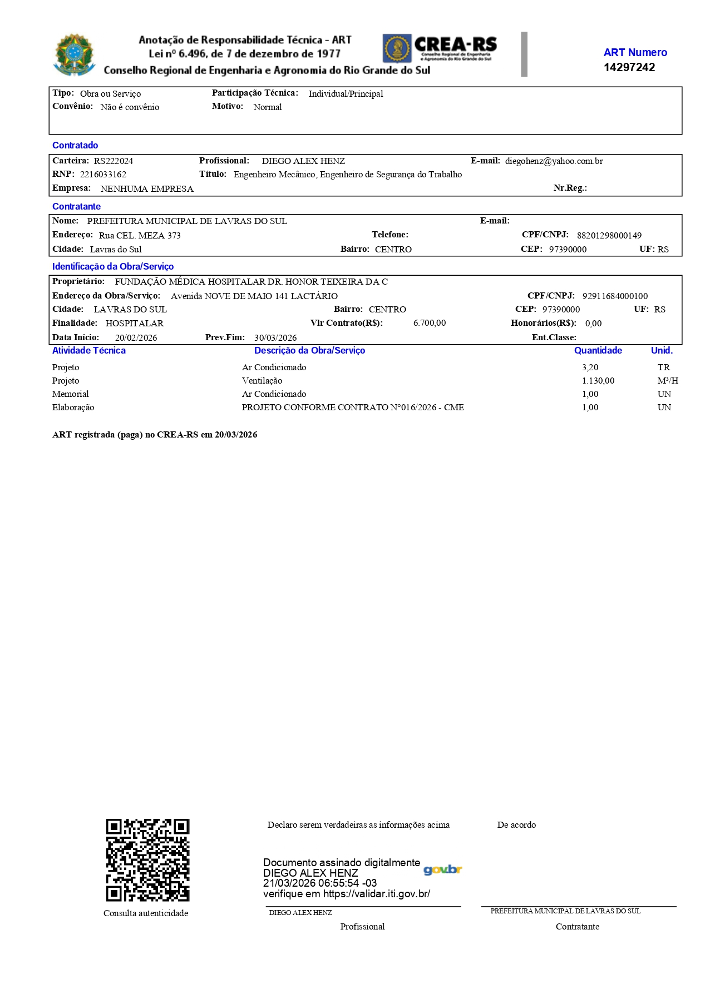 Anotação de Responsabilidade Técnica - ART
Lei nº 6.496, de 7 de dezembro de 1977
Conselho Regional de Engenharia e Agronomia do Rio Grande do Sul
CREA-RS
Conselho Regional de Engenharia
e Agronomia do Rio Grande do Sul
ART Numero
14297242
Tipo: Obra ou Serviço Participação Técnica: Individual/Principal
Convênio: Não é convênio Motivo: Normal
Contratado
Carteira: RS222024 Profissional: DIEGO ALEX HENZ E-mail: diegohenz@yahoo.com.br
RNP: 2216033162 Título: Engenheiro Mecânico, Engenheiro de Segurança do Trabalho
Empresa: NENHUMA EMPRESA Nr.Reg.:
Contratante
Nome: PREFEITURA MUNICIPAL DE LAVRAS DO SUL E-mail:
Endereço: Rua CEL. MEZA 373 Telefone: CPF/CNPJ: 88201298000149
Cidade: Lavras do Sul Bairro: CENTRO CEP: 97390000 UF: RS
Identificação da Obra/Serviço
Proprietário: FUNDAÇÃO MÉDICA HOSPITALAR DR. HONOR TEIXEIRA DA C
Endereço da Obra/Serviço: Avenida NOVE DE MAIO 141 LACTÁRIO CPF/CNPJ: 92911684000100
Cidade: LAVRAS DO SUL Bairro: CENTRO CEP: 97390000 UF: RS
Finalidade: HOSPITALAR Vlr Contrato(R$): 6.700,00 Honorários(R$): 0,00
Data Início: 20/02/2026 Prev.Fim: 30/03/2026 Ent.Classe:
Atividade Técnica Descrição da Obra/Serviço Quantidade Unid.
Projeto Ar Condicionado 3,20 TR
Projeto Ventilação 1.130,00 M³/H
Memorial Ar Condicionado 1,00 UN
Elaboração PROJETO CONFORME CONTRATO N°016/2026 - CME 1,00 UN
ART registrada (paga) no CREA-RS em 20/03/2026
Declaro serem verdadeiras as informações acima De acordo
Documento assinado digitalmente
gov.br
DIEGO ALEX HENZ
21/03/2026 06:55:54 -03
verifique em https://validar.iti.gov.br/
Consulta autenticidade
DIEGO ALEX HENZ PREFEITURA MUNICIPAL DE LAVRAS DO SUL
Profissional Contratante